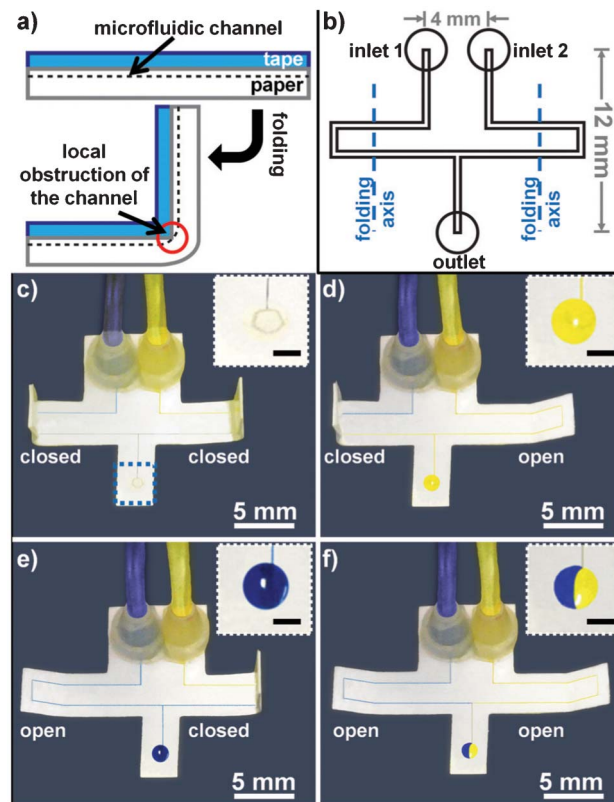 a)
microfluidic channel
tape
paper
folding
local
obstruction of
the channel
b)
4 mm
inlet 1
inlet 2
12 mm
folding
axis
folding
axis
outlet
c)
closed
closed
5 mm
d)
closed
open
5 mm
e)
open
closed
5 mm
f)
open
open
5 mm